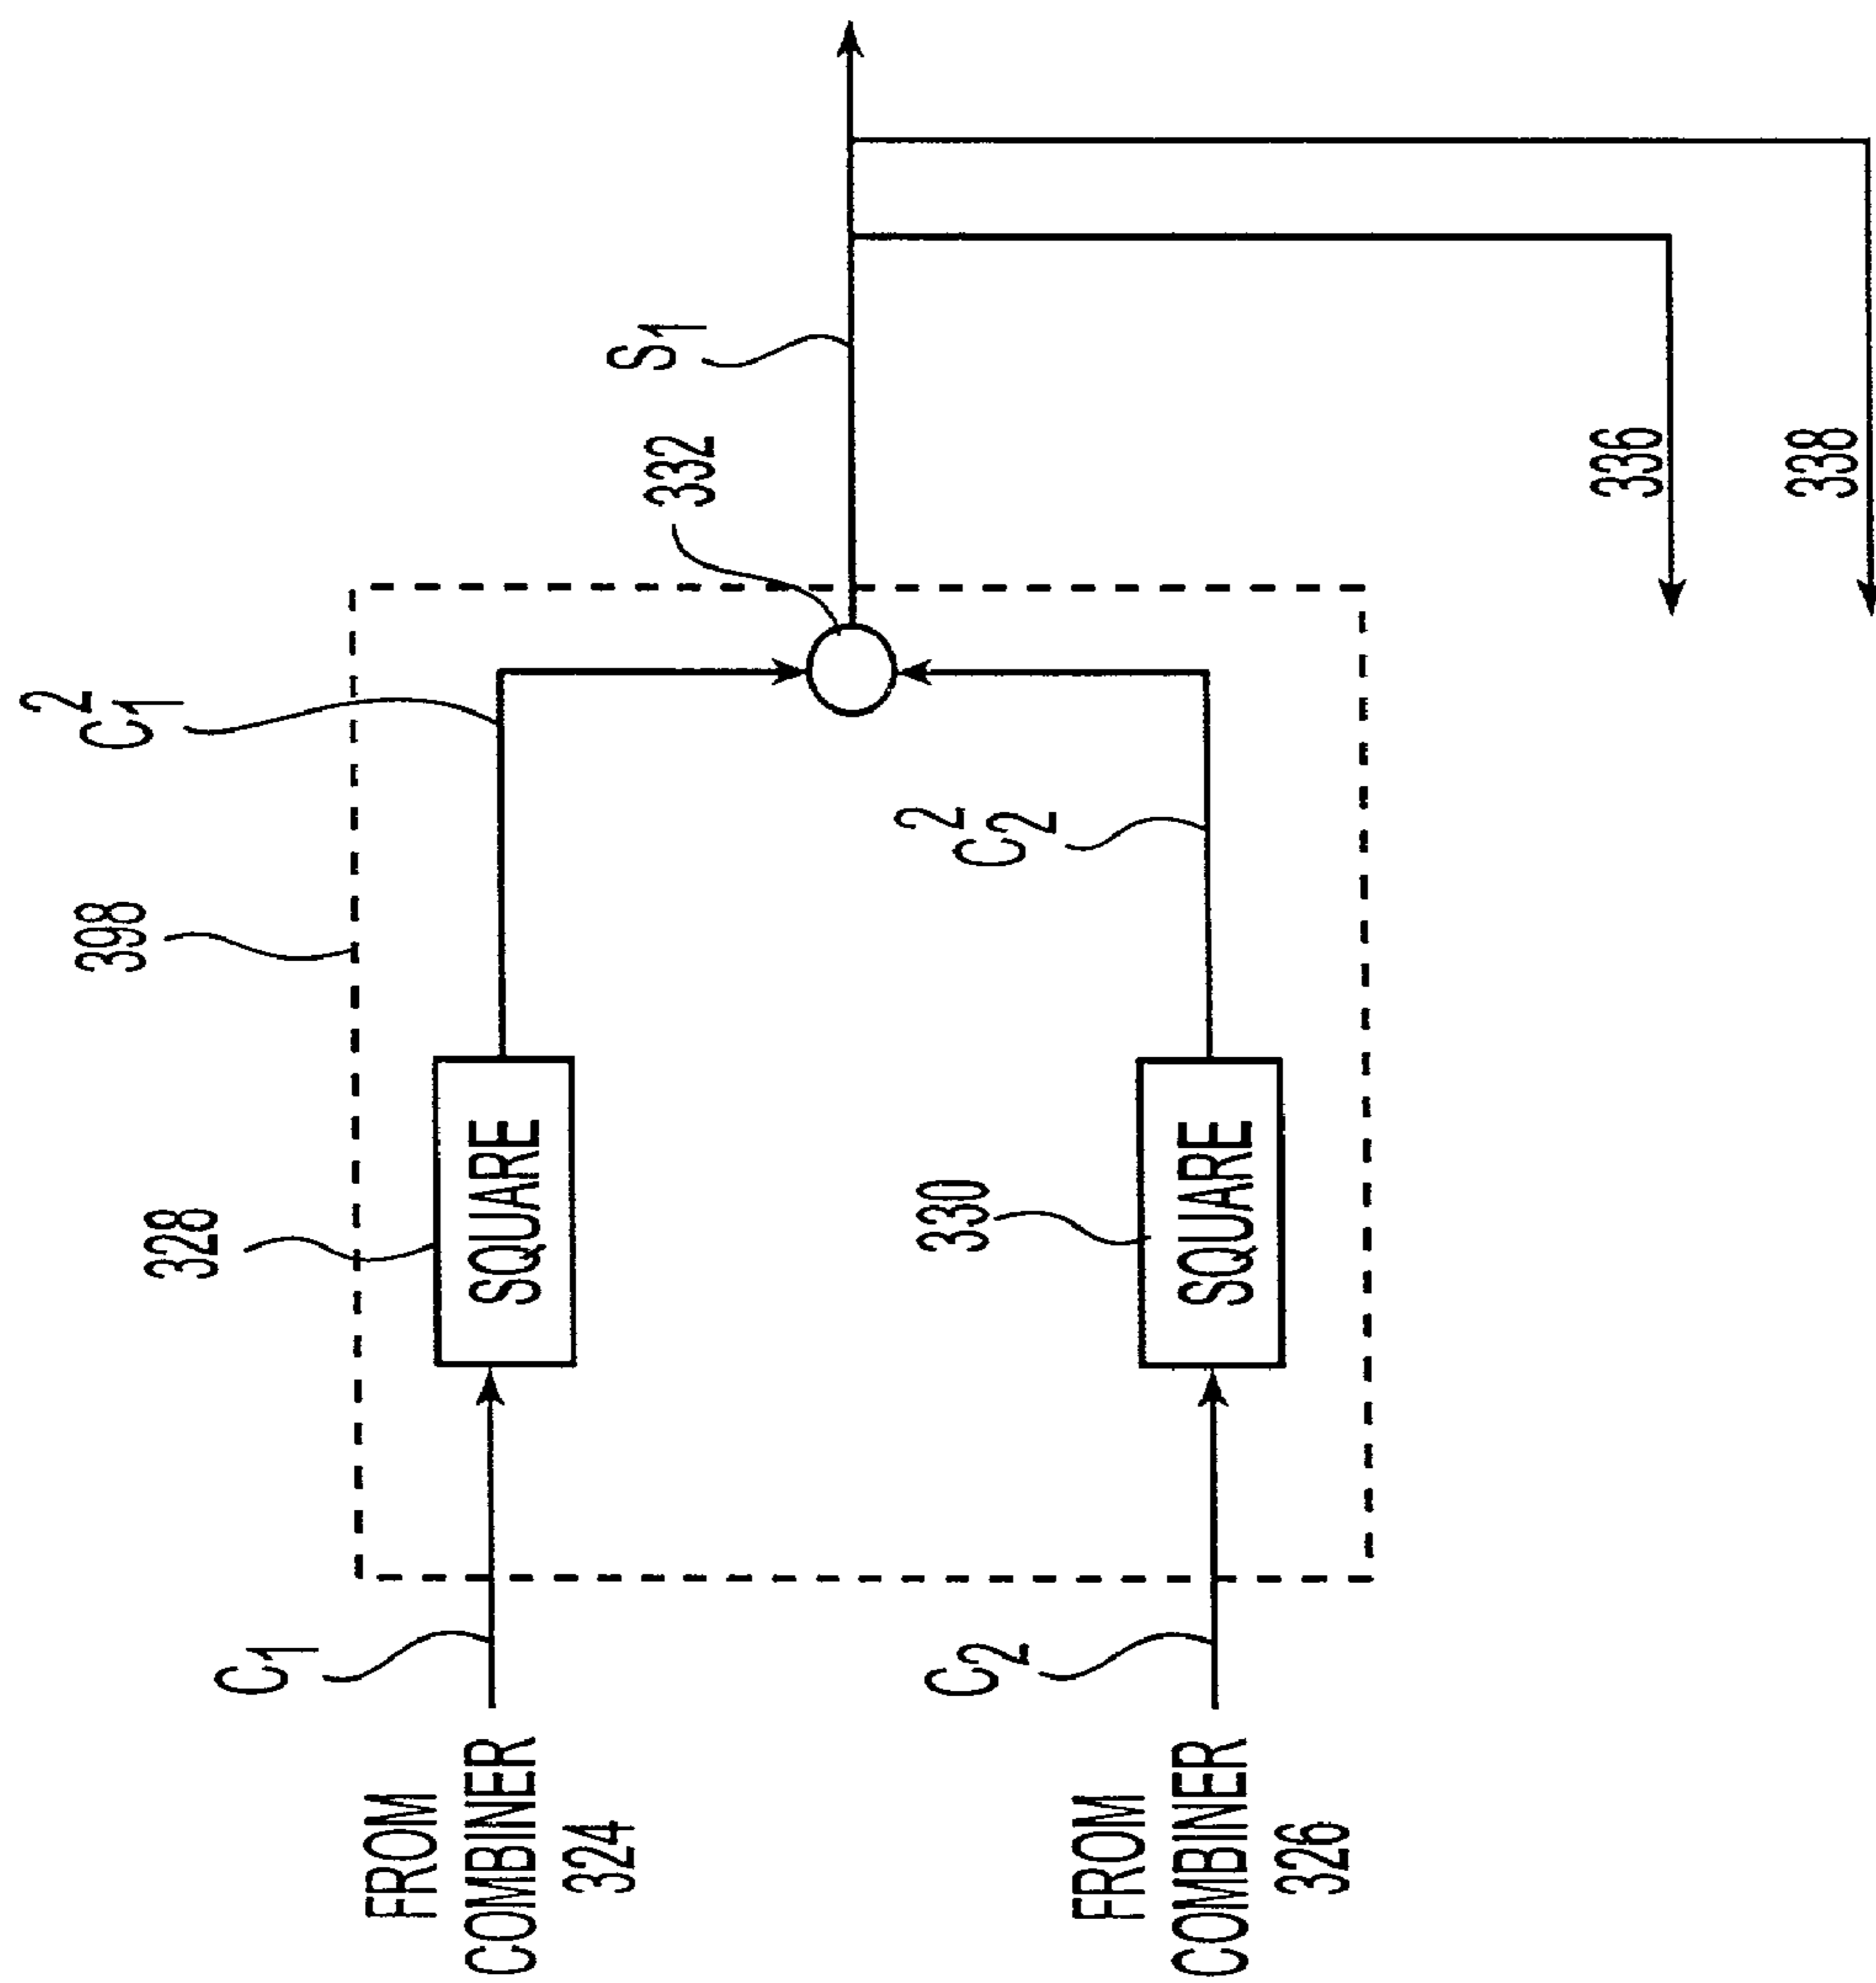 FROM
COMBINER
324
C1
328
SQUARE
398
C1²
332
S1
FROM
COMBINER
326
C2
330
SQUARE
C2²
336
338